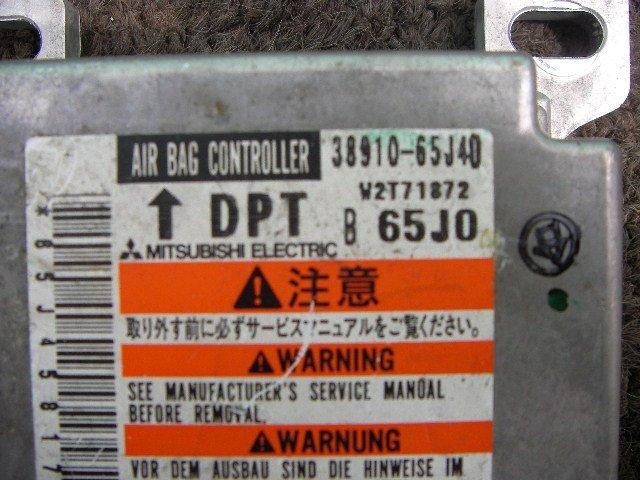 AIR BAG CONTROLLER 38910-65J40
W2T71872
↑ DPT B 65J0
MITSUBISHI ELECTRIC
注意
取り外す前に必ずサービスマニュアルをご覧ください。
WARNING
SEE MANUFACTURER'S SERVICE MANUAL
BEFORE REMOVAL.
WARNUNG
VOR DEM AUSBAU SIND DIE HINWEISE IM
*65J45817